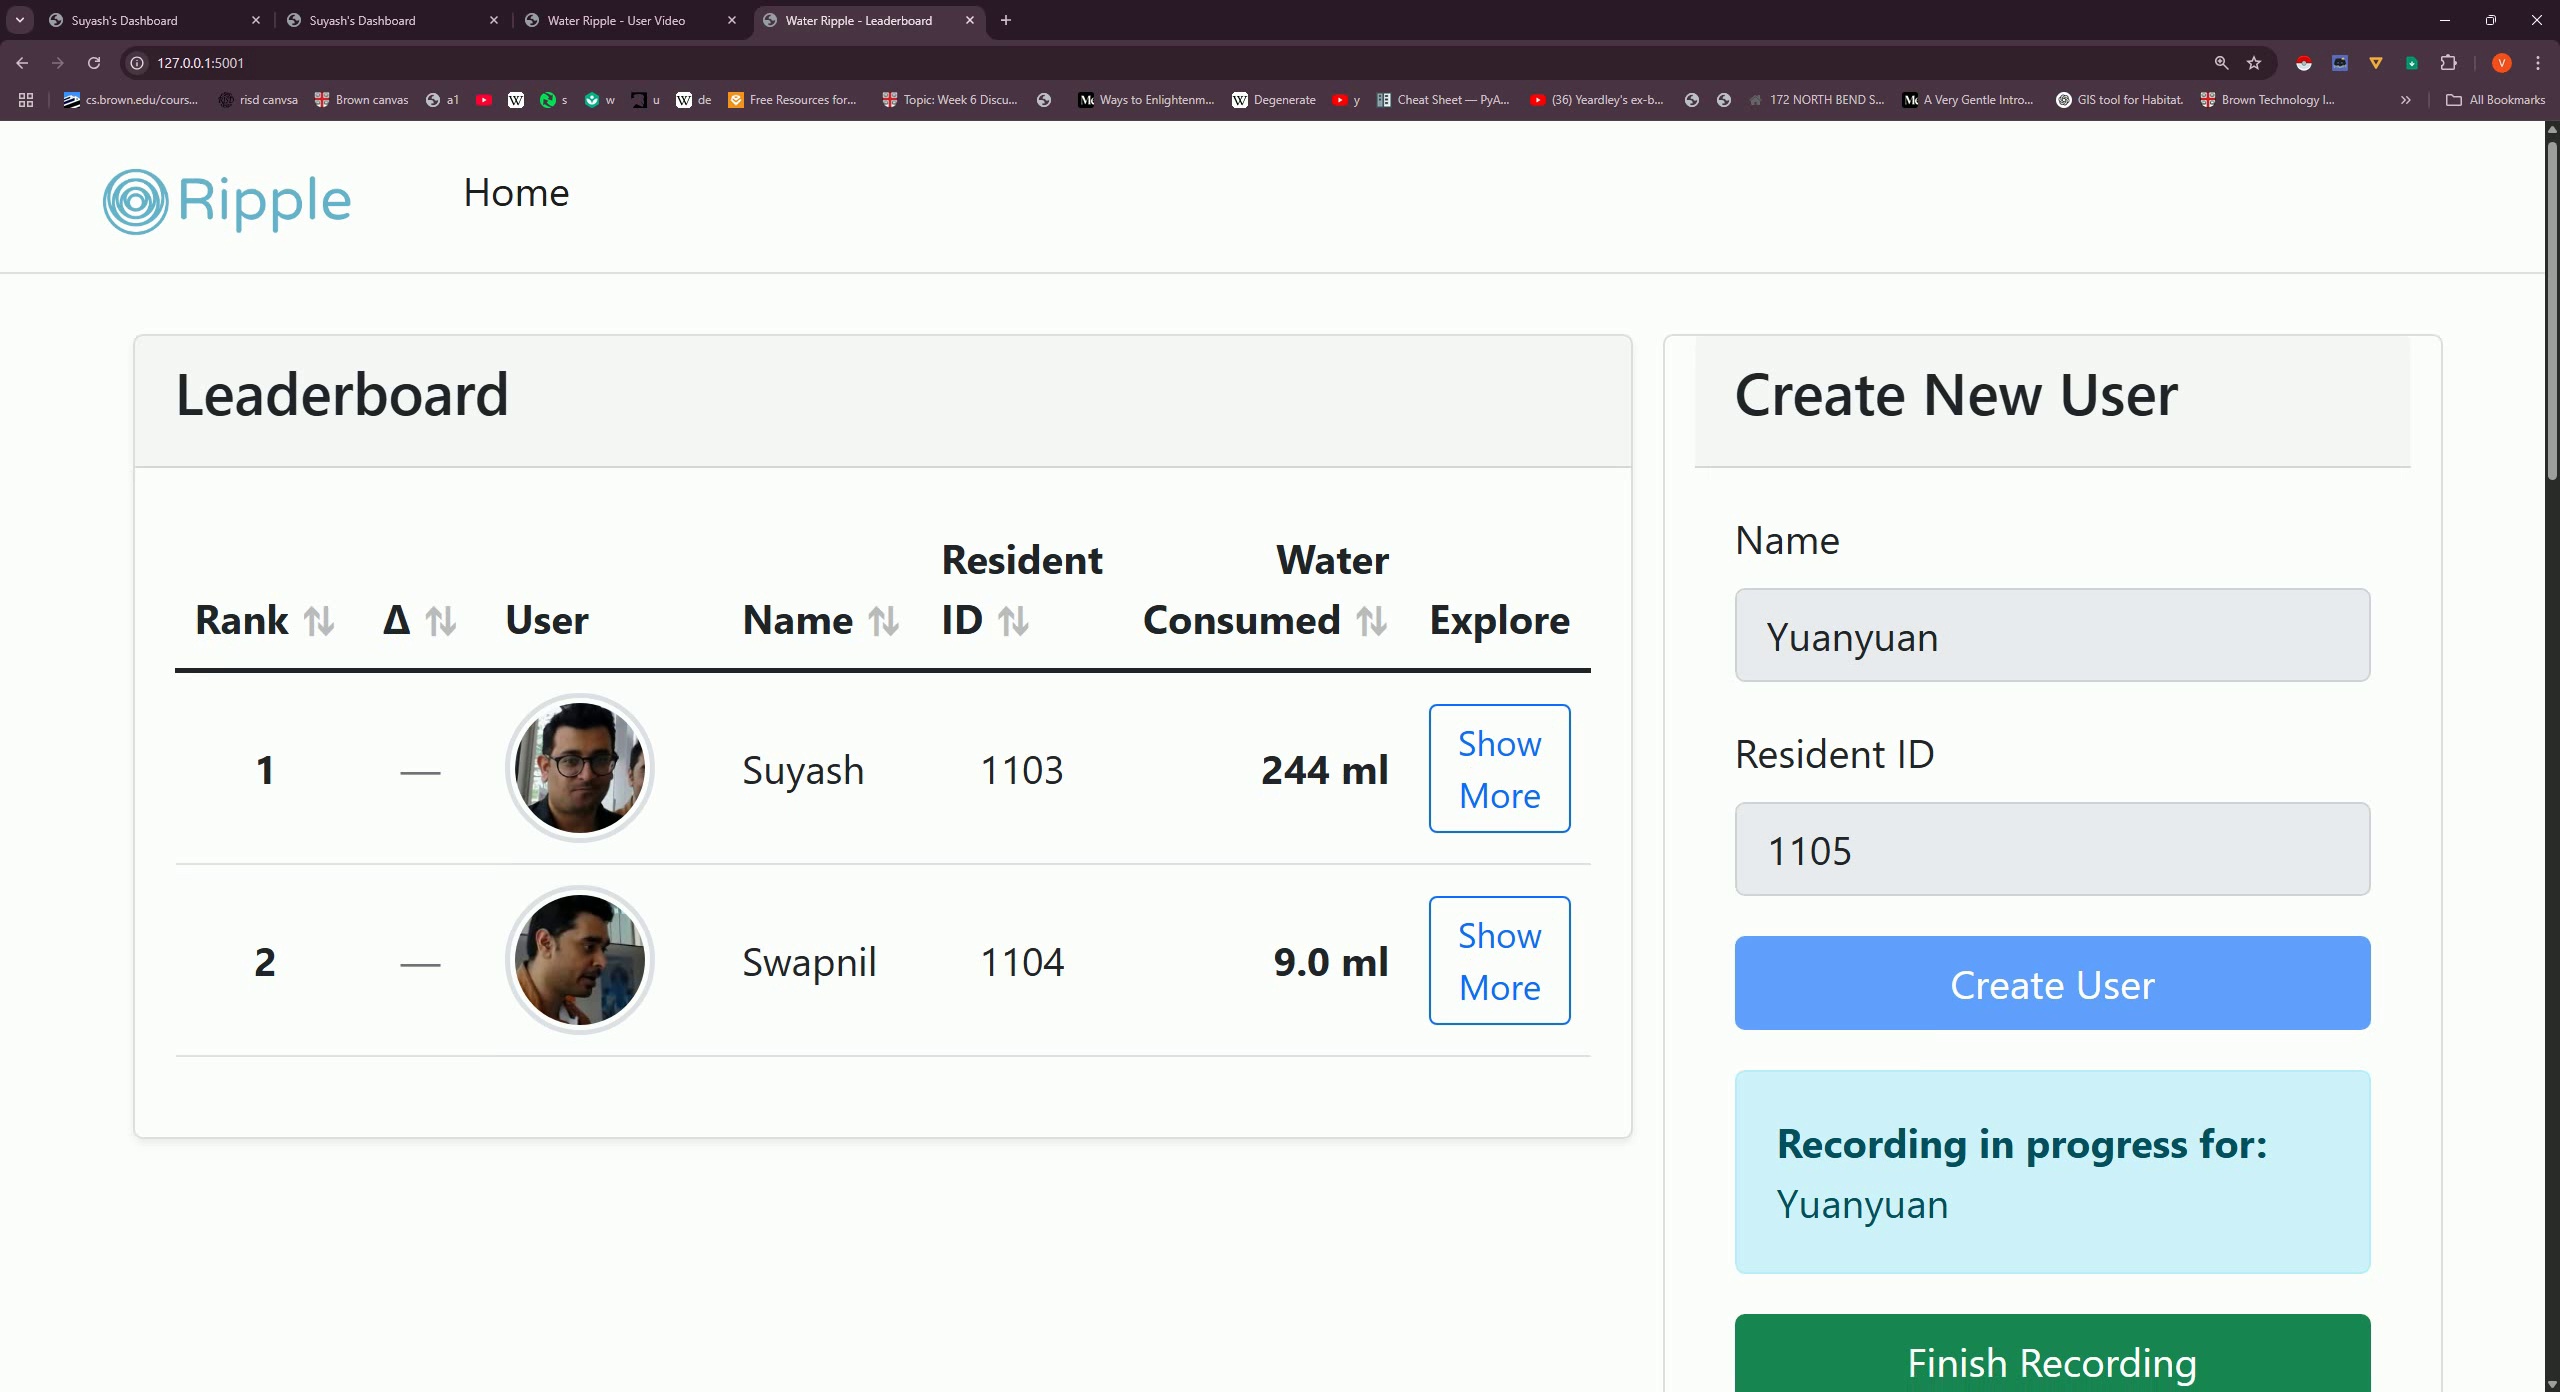 Suyash's Dashboard
Suyash's Dashboard
Water Ripple - User Video
Water Ripple - Leaderboard
127.0.0.1:5001
V
cs.brown.edu/cours...
risd canvsa
Brown canvas
a1
s
w
u
de
Free Resources for...
Topic: Week 6 Discu...
Ways to Enlightenm...
Degenerate
y
Cheat Sheet — PyA...
(36) Yeardley's ex-b...
172 NORTH BEND S...
A Very Gentle Intro...
GIS tool for Habitat.
Brown Technology I...
All Bookmarks
Ripple
Home
Leaderboard
Rank Δ User Name Resident ID Water Consumed Explore
1 — Suyash 1103 244 ml Show More
2 — Swapnil 1104 9.0 ml Show More
Create New User
Name
Yuanyuan
Resident ID
1105
Create User
Recording in progress for:
Yuanyuan
Finish Recording